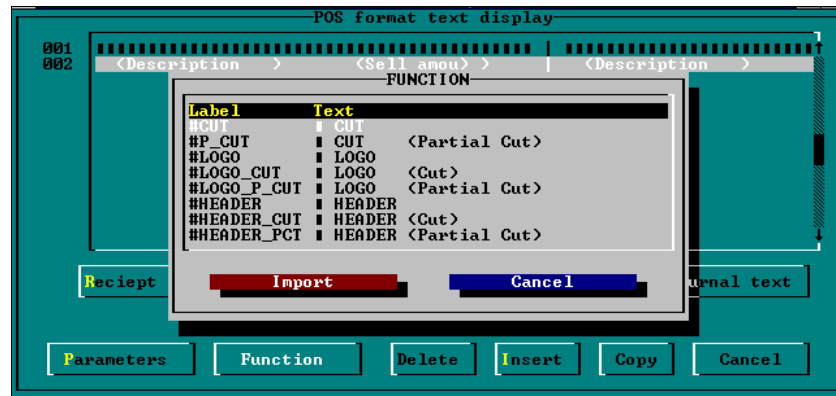 POS format text display
001
002 (Description ) (Sell amou) ) (Description )
FUNCTION
Label Text
#CUT CUT
#P_CUT CUT (Partial Cut)
#LOGO LOGO
#LOGO_CUT LOGO (Cut)
#LOGO_P_CUT LOGO (Partial Cut)
#HEADER HEADER
#HEADER_CUT HEADER (Cut)
#HEADER_PCT HEADER (Partial Cut)
Import Cancel
Reciept urnal text
Parameters Function Delete Insert Copy Cancel